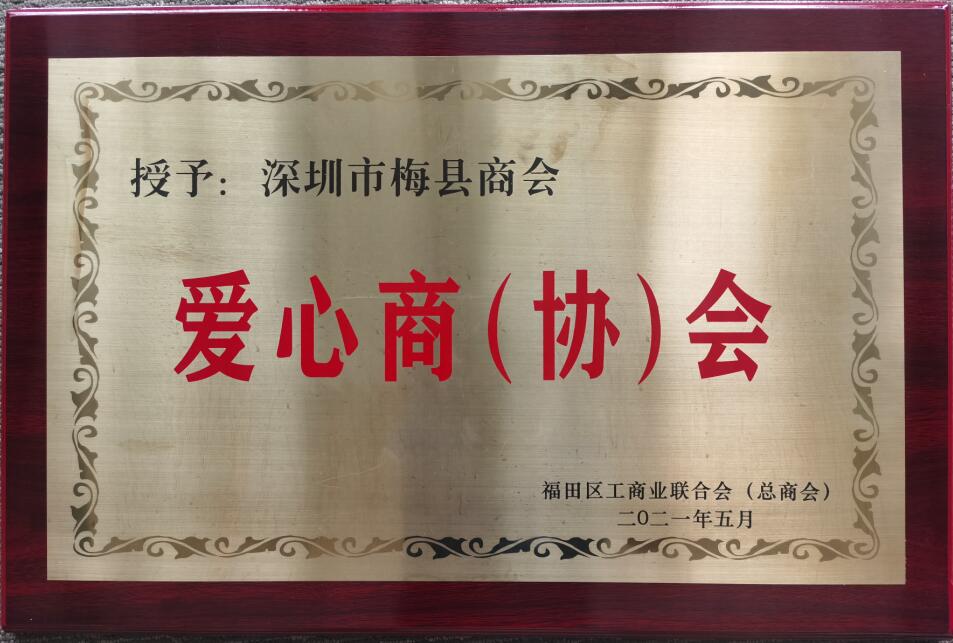 授予：深圳市梅县商会
爱心商（协）会
福田区工商业联合会（总商会）
二〇二一年五月